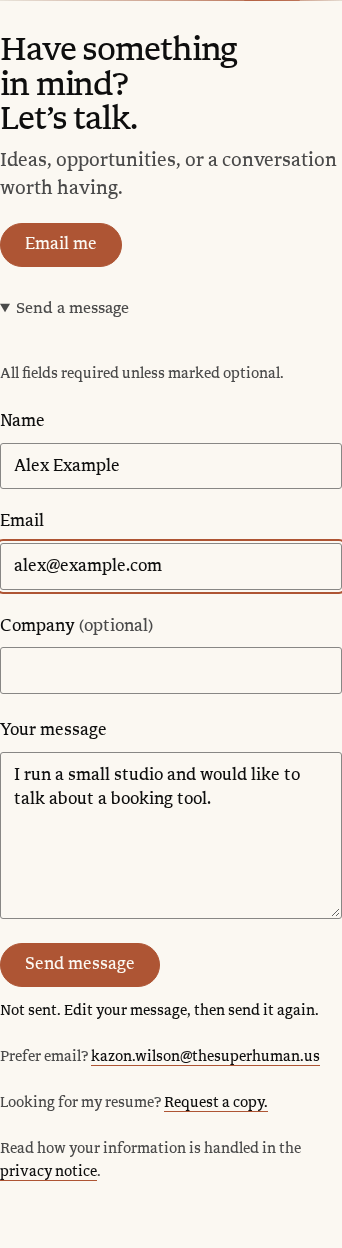 Have something
in mind?
Let’s talk.
Ideas, opportunities, or a conversation
worth having.
Email me
▼ Send a message
All fields required unless marked optional.
Name
Alex Example
Email
alex@example.com
Company (optional)
Your message
I run a small studio and would like to
talk about a booking tool.
Send message
Not sent. Edit your message, then send it again.
Prefer email? kazon.wilson@thesuperhuman.us
Looking for my resume? Request a copy.
Read how your information is handled in the
privacy notice.